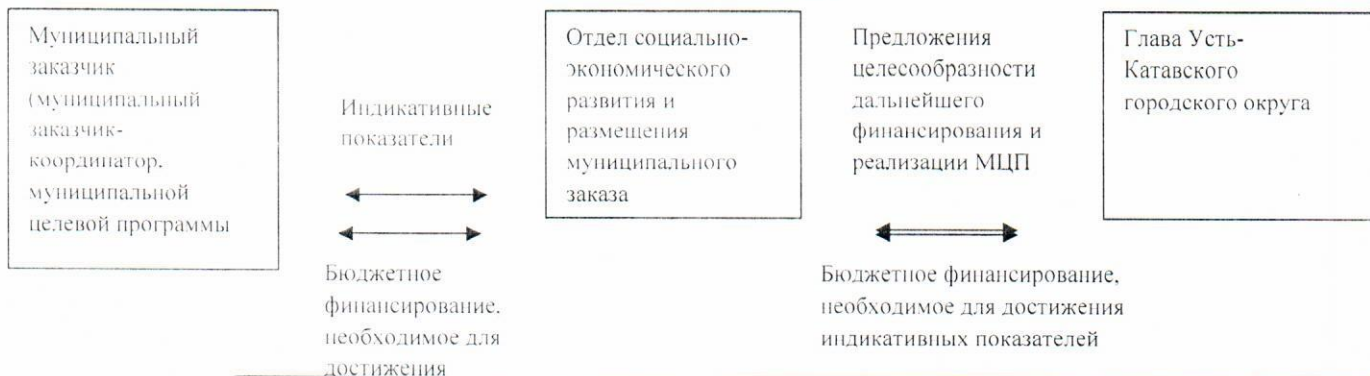 Муниципальный
заказчик
(муниципальный
заказчик-
координатор.
муниципальной
целевой программы
Индикативные
показатели
Бюджетное
финансирование.
необходимое для
достижения
Отдел социально-
экономического
развития и
размещения
муниципального
заказа
Предложения
целесообразности
дальнейшего
финансирования и
реализации МЦП
Бюджетное финансирование,
необходимое для достижения
индикативных показателей
Глава Усть-
Катавского
городского округа